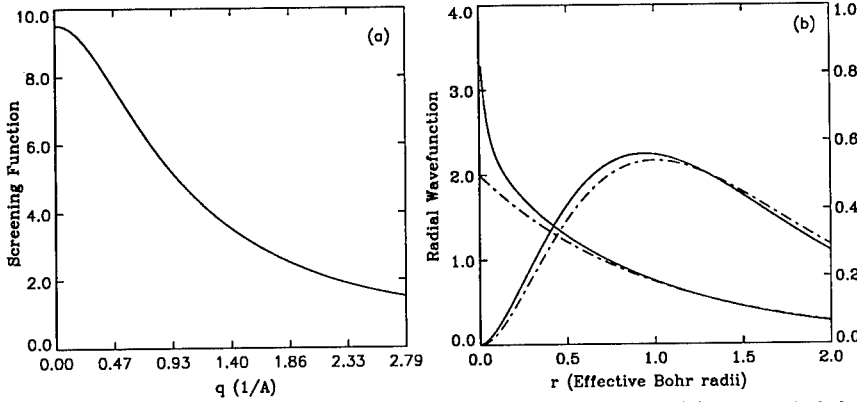 10.0
8.0
6.0
4.0
2.0
0.0
Screening Function
(a)
0.00 0.47 0.93 1.40 1.86 2.33 2.79
q (1/A)
4.0
3.0
2.0
1.0
0.0
Radial Wavefunction
(b)
1.0
0.8
0.6
0.4
0.2
0.0
0.0 0.5 1.0 1.5 2.0
r (Effective Bohr radii)